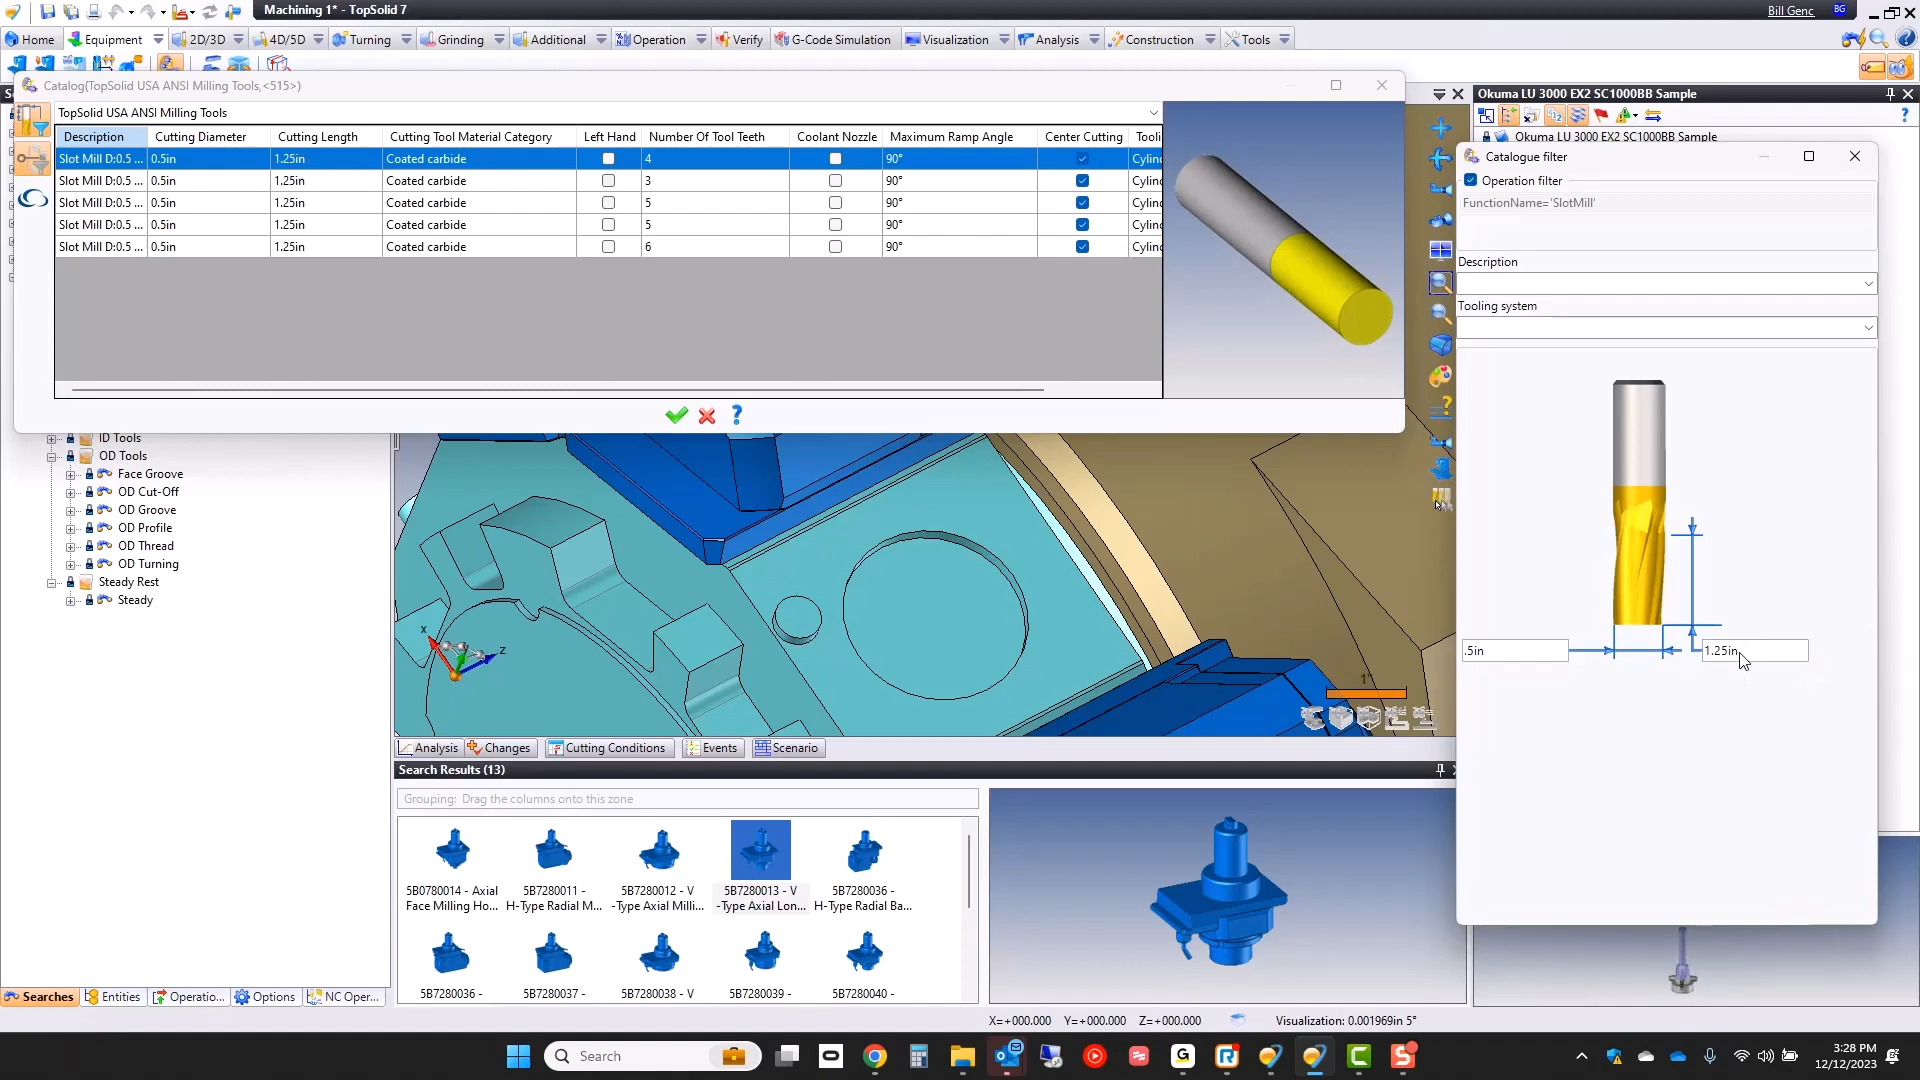 Machining 1* - TopSolid 7
Bill Genc
BG
Home
Equipment
2D/3D
4D/5D
Turning
Grinding
Additional
Operation
Verify
G-Code Simulation
Visualization
Analysis
Construction
Tools
Catalog(TopSolid USA ANSI Milling Tools,<515>)
TopSolid USA ANSI Milling Tools
Description Cutting Diameter Cutting Length Cutting Tool Material Category Left Hand Number Of Tool Teeth Coolant Nozzle Maximum Ramp Angle Center Cutting Tooli
Slot Mill D:0.5 ... 0.5in 1.25in Coated carbide 4 90° Cylind
Slot Mill D:0.5 ... 0.5in 1.25in Coated carbide 3 90° Cylind
Slot Mill D:0.5 ... 0.5in 1.25in Coated carbide 5 90° Cylind
Slot Mill D:0.5 ... 0.5in 1.25in Coated carbide 5 90° Cylind
Slot Mill D:0.5 ... 0.5in 1.25in Coated carbide 6 90° Cylind
Okuma LU 3000 EX2 SC1000BB Sample
Okuma LU 3000 EX2 SC1000BB Sample
Catalogue filter
Operation filter
FunctionName='SlotMill'
Description
Tooling system
.5in
1.25in
ID Tools
OD Tools
Face Groove
OD Cut-Off
OD Groove
OD Profile
OD Thread
OD Turning
Steady Rest
Steady
X
Z
1"
Analysis
Changes
Cutting Conditions
Events
Scenario
Search Results (13)
Grouping: Drag the columns onto this zone
5B0780014 - Axial
Face Milling Ho...
5B7280011 -
H-Type Radial M...
5B7280012 - V
-Type Axial Milli...
5B7280013 - V
-Type Axial Lon...
5B7280036 -
H-Type Radial Ba...
5B7280036 -
5B7280037 -
5B7280038 - V
5B7280039 -
5B7280040 -
Searches
Entities
Operatio...
Options
NC Oper...
X=+000.000 Y=+000.000 Z=+000.000
Visualization: 0.001969in 5°
Search
3:28 PM
12/12/2023